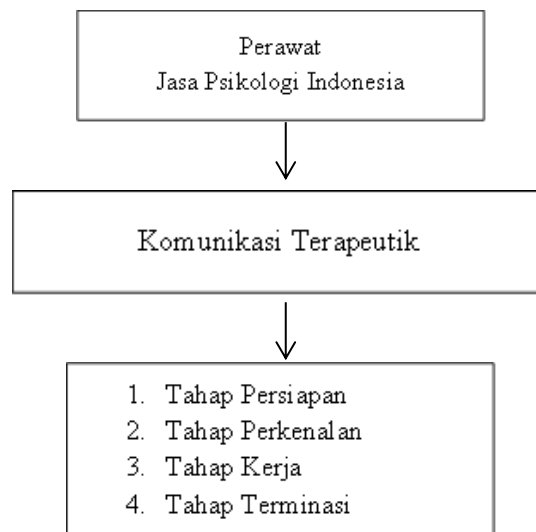 Perawat
Jasa Psikologi Indonesia
Komunikasi Terapeutik
1. Tahap Persiapan
2. Tahap Perkenalan
3. Tahap Kerja
4. Tahap Terminasi